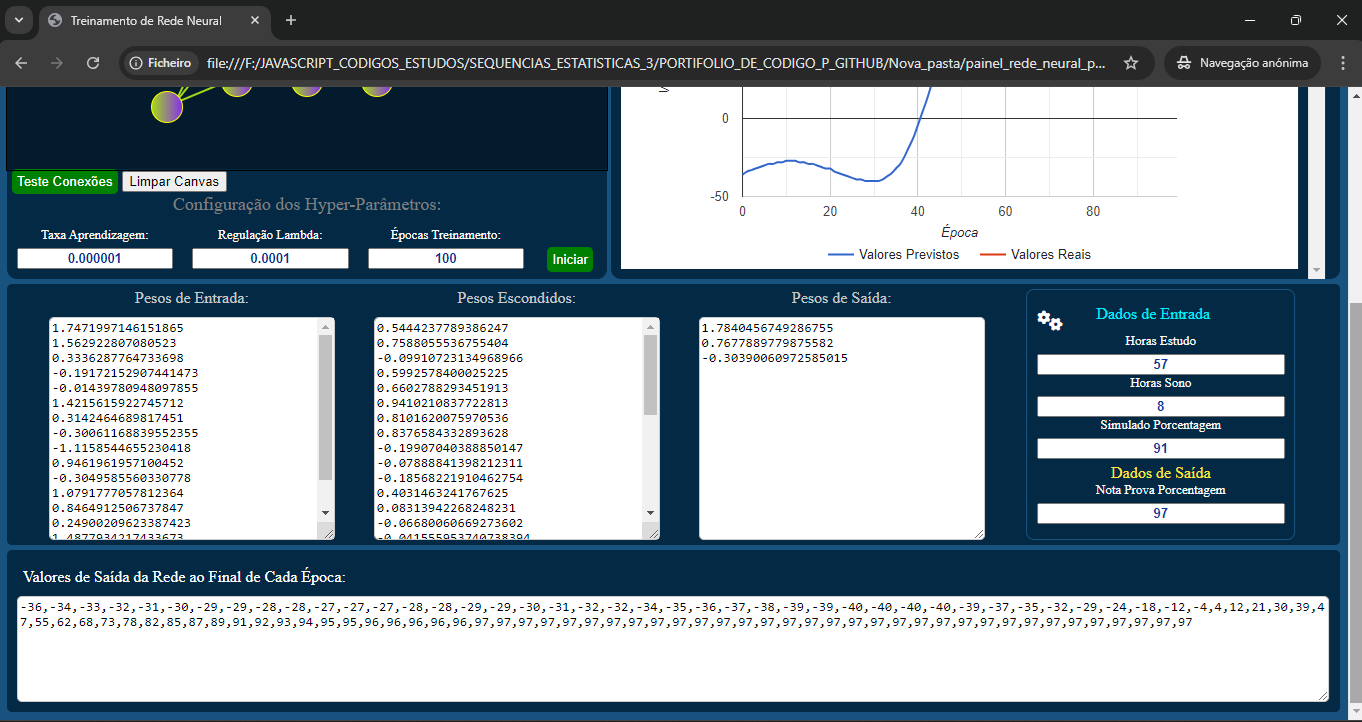 Treinamento de Rede Neural
Ficheiro
file:///F:/JAVASCRIPT_CODIGOS_ESTUDOS/SEQUENCIAS_ESTATISTICAS_3/PORTIFOLIO_DE_CODIGO_P_GITHUB/Nova_pasta/painel_rede_neural_p...
Navegação anónima
Teste Conexões
Limpar Canvas
Configuração dos Hyper-Parâmetros:
Taxa Aprendizagem:
Regulação Lambda:
Épocas Treinamento:
0.000001
0.0001
100
Iniciar
0
-50
0
20
40
60
80
Época
Valores Previstos
Valores Reais
Pesos de Entrada:
1.7471997146151865
1.562922807080523
0.3336287764733698
-0.19172152907441473
-0.01439780948097855
1.4215615922745712
0.3142464689817451
-0.30061168839552355
-1.1158544655230418
0.9461961957100452
-0.3049585560330778
1.0791777057812364
0.8464912506737847
0.24900209623387423
1.4877934217433673
Pesos Escondidos:
0.5444237789386247
0.7588055536755404
-0.09910723134968966
0.5992578400025225
0.6602788293451913
0.9410210837722813
0.8101620075970536
0.8376584332893628
-0.19907040388850147
-0.07888841398212311
-0.18568221910462754
0.4031463241767625
0.08313942268248231
-0.06680060669273602
-0.041555953740738394
Pesos de Saída:
1.7840456749286755
0.7677889779875582
-0.30390060972585015
Dados de Entrada
Horas Estudo
57
Horas Sono
8
Simulado Porcentagem
91
Dados de Saída
Nota Prova Porcentagem
97
Valores de Saída da Rede ao Final de Cada Época:
-36,-34,-33,-32,-31,-30,-29,-29,-28,-28,-27,-27,-27,-28,-28,-29,-29,-30,-31,-32,-32,-34,-35,-36,-37,-38,-39,-39,-40,-40,-40,-40,-39,-37,-35,-32,-29,-24,-18,-12,-4,4,12,21,30,39,4
7,55,62,68,73,78,82,85,87,89,91,92,93,94,95,95,96,96,96,96,96,97,97,97,97,97,97,97,97,97,97,97,97,97,97,97,97,97,97,97,97,97,97,97,97,97,97,97,97,97,97,97,97,97